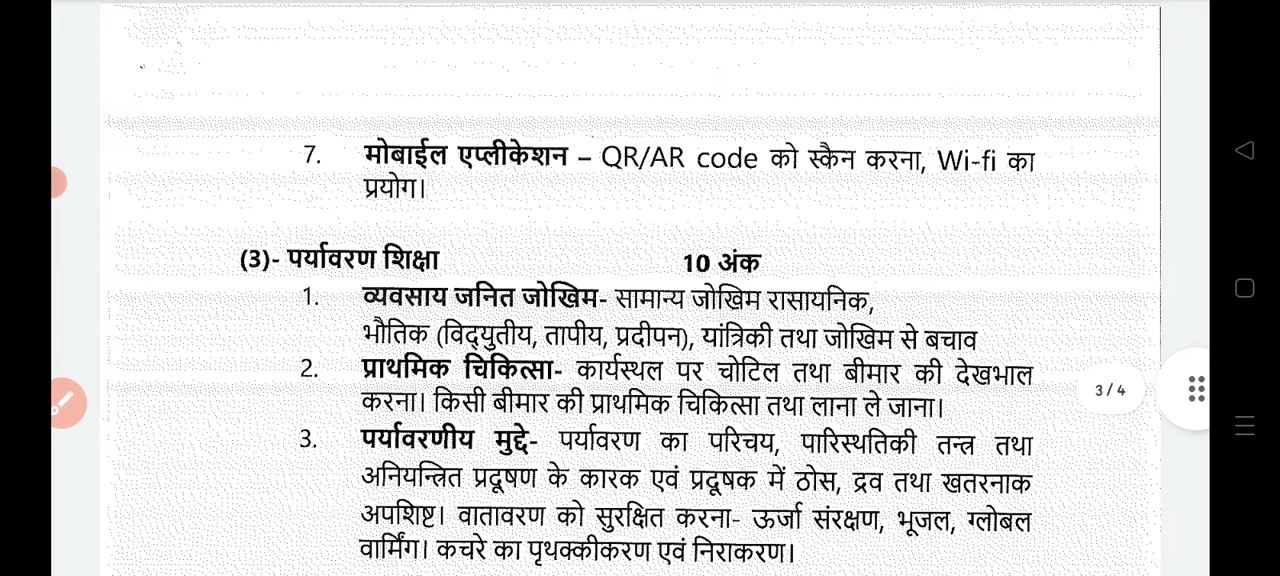 7. मोबाईल एप्लीकेशन – QR/AR code को स्कैन करना, Wi-fi का
प्रयोग।
(3)- पर्यावरण शिक्षा 10 अंक
1. व्यवसाय जनित जोखिम- सामान्य जोखिम रासायनिक,
भौतिक (विद्युतीय, तापीय, प्रदीपन), यांत्रिकी तथा जोखिम से बचाव
2. प्राथमिक चिकित्सा- कार्यस्थल पर चोटिल तथा बीमार की देखभाल
करना। किसी बीमार की प्राथमिक चिकित्सा तथा लाना ले जाना।
3. पर्यावरणीय मुद्दे- पर्यावरण का परिचय, पारिस्थतिकी तन्त्र तथा
अनियन्त्रित प्रदूषण के कारक एवं प्रदूषक में ठोस, द्रव तथा खतरनाक
अपशिष्ट। वातावरण को सुरक्षित करना- ऊर्जा संरक्षण, भूजल, ग्लोबल
वार्मिंग। कचरे का पृथक्कीकरण एवं निराकरण।
3 / 4